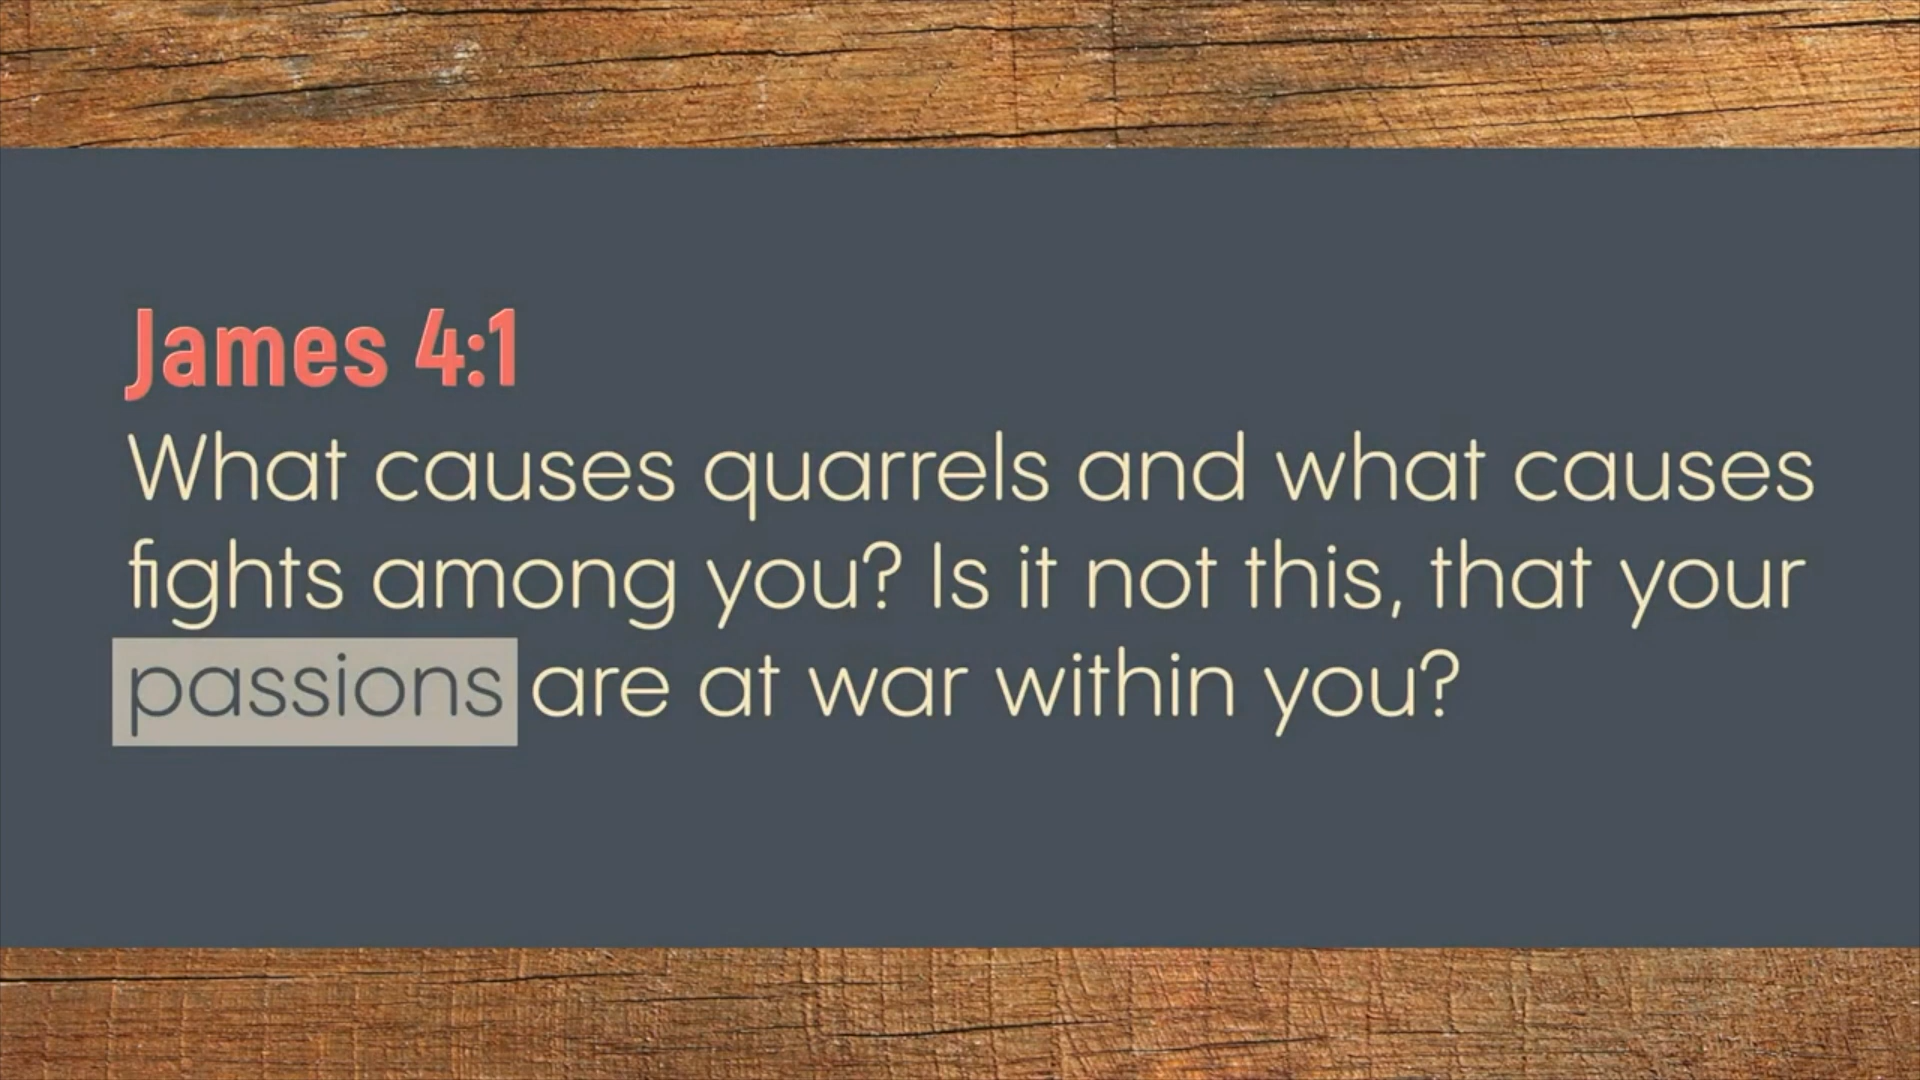 James 4:1
What causes quarrels and what causes
fights among you? Is it not this, that your
passions are at war within you?